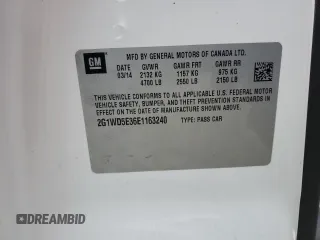 GM
MFD BY GENERAL MOTORS OF CANADA LTD.
DATE GVWR GAWR FRT GAWR RR
03/14 2132 KG 1157 KG 975 KG
4700 LB 2550 LB 2150 LB
THIS VEHICLE CONFORMS TO ALL APPLICABLE U.S. FEDERAL MOTOR
VEHICLE SAFETY, BUMPER, AND THEFT PREVENTION STANDARDS IN
EFFECT ON THE DATE OF MANUFACTURE SHOWN ABOVE.
2G1WD5E36E1163240 TYPE: PASS CAR
DREAMBID